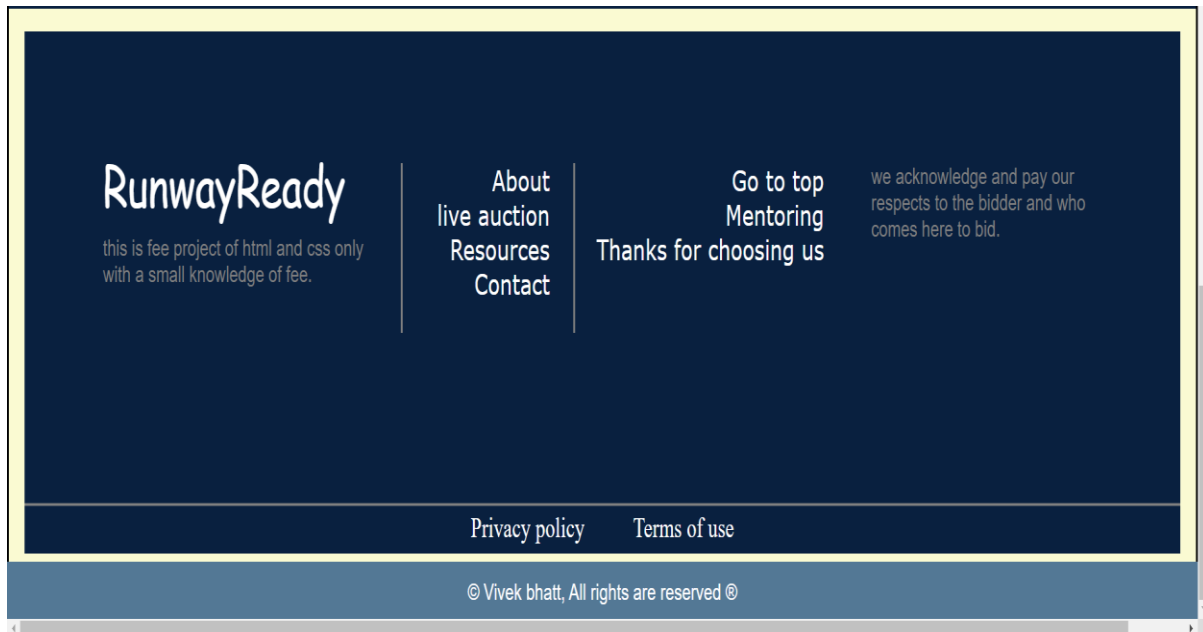 RunwayReady
this is fee project of html and css only
with a small knowledge of fee.
About
live auction
Resources
Contact
Go to top
Mentoring
Thanks for choosing us
we acknowledge and pay our
respects to the bidder and who
comes here to bid.
Privacy policy Terms of use
© Vivek bhatt, All rights are reserved ®